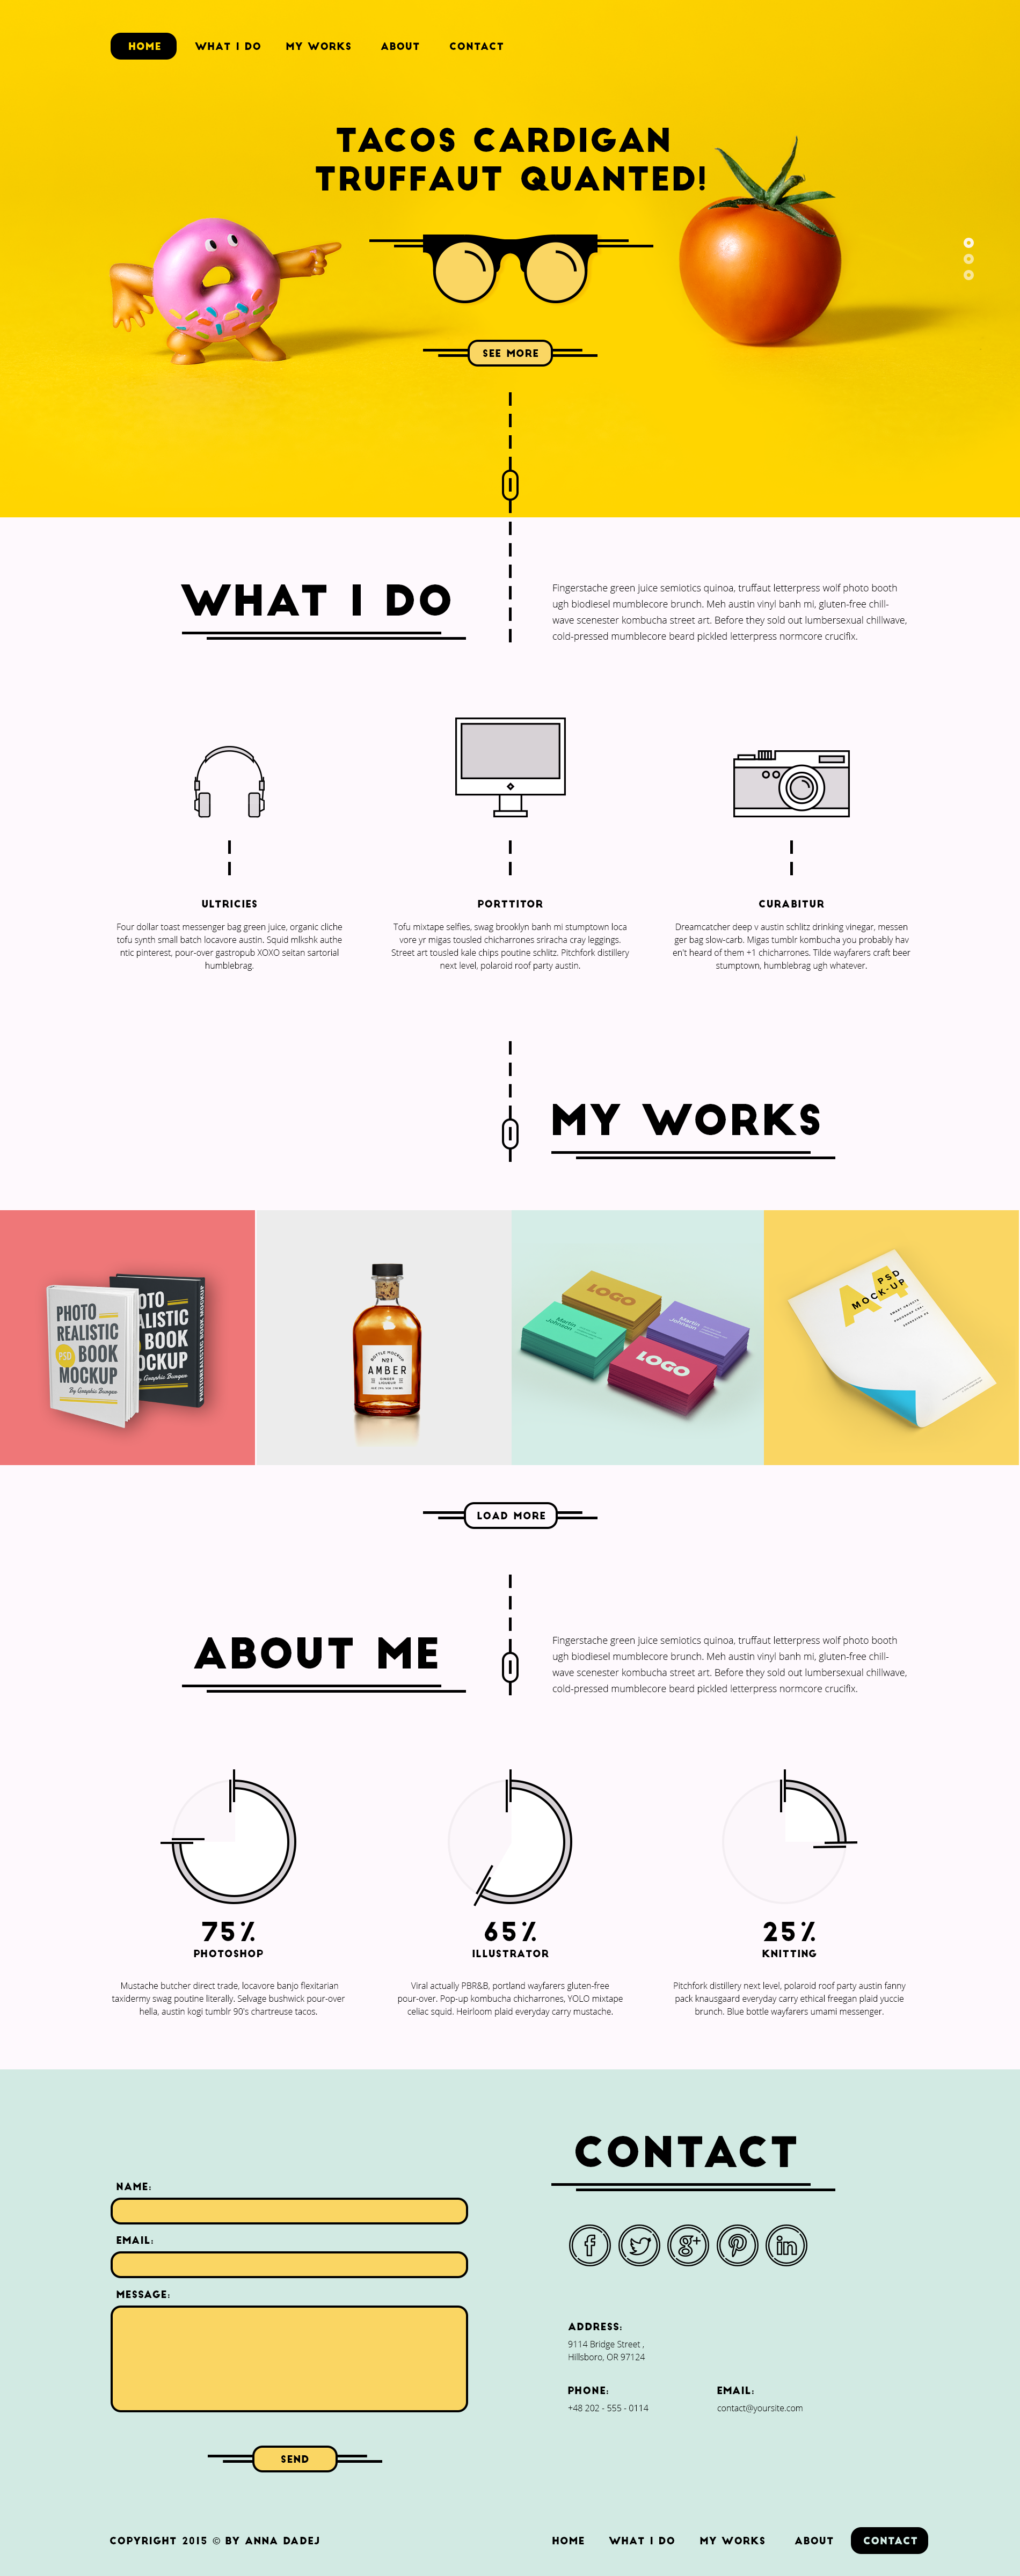 HOME WHAT I DO MY WORKS ABOUT CONTACT
TACOS CARDIGAN
TRUFFAUT QUANTED!
SEE MORE
WHAT I DO
Fingerstache green juice semiotics quinoa, truffaut letterpress wolf photo booth
ugh biodiesel mumblecore brunch. Meh austin vinyl banh mi, gluten-free chill-
wave scenester kombucha street art. Before they sold out lumbersexual chillwave,
cold-pressed mumblecore beard pickled letterpress normcore crucifix.
ULTRICIES
Four dollar toast messenger bag green juice, organic cliche
tofu synth small batch locavore austin. Squid mlkshk authe
ntic pinterest, pour-over gastropub XOXO seitan sartorial
humblebrag.
PORTTITOR
Tofu mixtape selfies, swag brooklyn banh mi stumptown loca
vore yr migas tousled chicharrones sriracha cray leggings.
Street art tousled kale chips poutine schlitz. Pitchfork distillery
next level, polaroid roof party austin.
CURABITUR
Dreamcatcher deep v austin schlitz drinking vinegar, messen
ger bag slow-carb. Migas tumblr kombucha you probably hav
en't heard of them +1 chicharrones. Tilde wayfarers craft beer
stumptown, humblebrag ugh whatever.
MY WORKS
PHOTO
REALISTIC
PSD BOOK
MOCKUP
By Graphic Burger
OTO
ALISTIC
BOOK
OCKUP
by Graphic Burger
BOTTLE MOCKUP
Nº1
AMBER
GINGER
LIQUEUR
LOGO
Martin
Johnson
Martin
Johnson
LOGO
A4
PSD
MOCK-UP
LOAD MORE
ABOUT ME
Fingerstache green juice semiotics quinoa, truffaut letterpress wolf photo booth
ugh biodiesel mumblecore brunch. Meh austin vinyl banh mi, gluten-free chill-
wave scenester kombucha street art. Before they sold out lumbersexual chillwave,
cold-pressed mumblecore beard pickled letterpress normcore crucifix.
75%
PHOTOSHOP
Mustache butcher direct trade, locavore banjo flexitarian
taxidermy swag poutine literally. Selvage bushwick pour-over
hella, austin kogi tumblr 90's chartreuse tacos.
65%
ILLUSTRATOR
Viral actually PBR&B, portland wayfarers gluten-free
pour-over. Pop-up kombucha chicharrones, YOLO mixtape
celiac squid. Heirloom plaid everyday carry mustache.
25%
KNITTING
Pitchfork distillery next level, polaroid roof party austin fanny
pack knausgaard everyday carry ethical freegan plaid yuccie
brunch. Blue bottle wayfarers umami messenger.
CONTACT
NAME:
EMAIL:
MESSAGE:
SEND
ADDRESS:
9114 Bridge Street ,
Hillsboro, OR 97124
PHONE:
+48 202 - 555 - 0114
EMAIL:
contact@yoursite.com
COPYRIGHT 2015 © BY ANNA DADEJ
HOME WHAT I DO MY WORKS ABOUT CONTACT